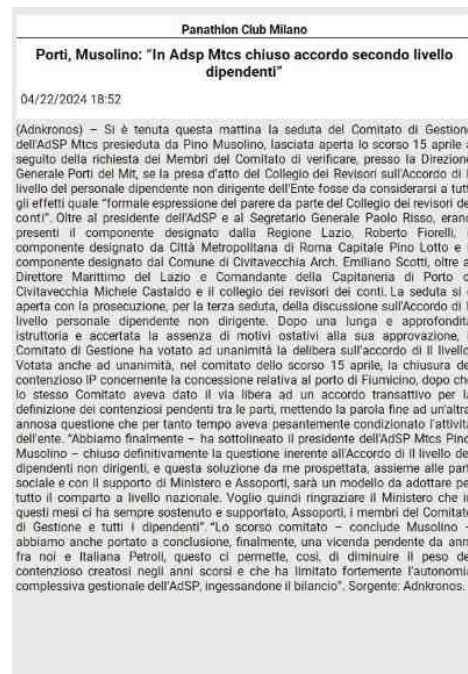 Panathlon Club Milano
Porti, Musolino: “In Adsp Mtcs chiuso accordo secondo livello
dipendenti”
04/22/2024 18:52
(Adnkronos) – Si è tenuta questa mattina la seduta del Comitato di Gestion
dell'AdSP Mtcs presieduta da Pino Musolino, lasciata aperta lo scorso 15 aprile a
seguito della richiesta dei Membri del Comitato di verificare, presso la Direzion
Generale Porti del Mit, se la presa d'atto del Collegio dei Revisori sull'Accordo di I
livello del personale dipendente non dirigente dell'Ente fosse da considerarsi a tutt
gli effetti quale “formale espressione del parere da parte del Collegio dei revisori de
conti”. Oltre al presidente dell'AdSP e al Segretario Generale Paolo Risso, eran
presenti il componente designato dalla Regione Lazio, Roberto Fiorelli, i
componente designato da Città Metropolitana di Roma Capitale Pino Lotto e i
componente designato dal Comune di Civitavecchia Arch. Emiliano Scotti, oltre a
Direttore Marittimo del Lazio e Comandante della Capitaneria di Porto d
Civitavecchia Michele Castaldo e il collegio dei revisori dei conti. La seduta si
aperta con la prosecuzione, per la terza seduta, della discussione sull'Accordo di I
livello personale dipendente non dirigente. Dopo una lunga e approfondit
istruttoria e accertata la assenza di motivi ostativi alla sua approvazione, i
Comitato di Gestione ha votato ad unanimità la delibera sull'accordo di II livello
Votata anche ad unanimità, nel comitato dello scorso 15 aprile, la chiusura de
contenzioso IP concernente la concessione relativa al porto di Fiumicino, dopo che
lo stesso Comitato aveva dato il via libera ad un accordo transattivo per l
definizione dei contenziosi pendenti tra le parti, mettendo la parola fine ad un'altr
annosa questione che per tanto tempo aveva pesantemente condizionato l'attivit
dell'ente. “Abbiamo finalmente – ha sottolineato il presidente dell'AdSP Mtcs Pino
Musolino – chiuso definitivamente la questione inerente all'Accordo di II livello de
dipendenti non dirigenti, e questa soluzione da me prospettata, assieme alle part
sociale e con il supporto di Ministero e Assoporti, sarà un modello da adottare pe
tutto il comparto a livello nazionale. Voglio quindi ringraziare il Ministero che i
questi mesi ci ha sempre sostenuto e supportato, Assoporti, i membri del Comitato
di Gestione e tutti i dipendenti”. “Lo scorso comitato – conclude Musolino –
abbiamo anche portato a conclusione, finalmente, una vicenda pendente da ann
fra noi e Italiana Petroli, questo ci permette, così, di diminuire il peso de
contenzioso creatosi negli anni scorsi e che ha limitato fortemente l'autonomia
complessiva gestionale dell'AdSP, ingessandone il bilancio”. Sorgente: Adnkronos.